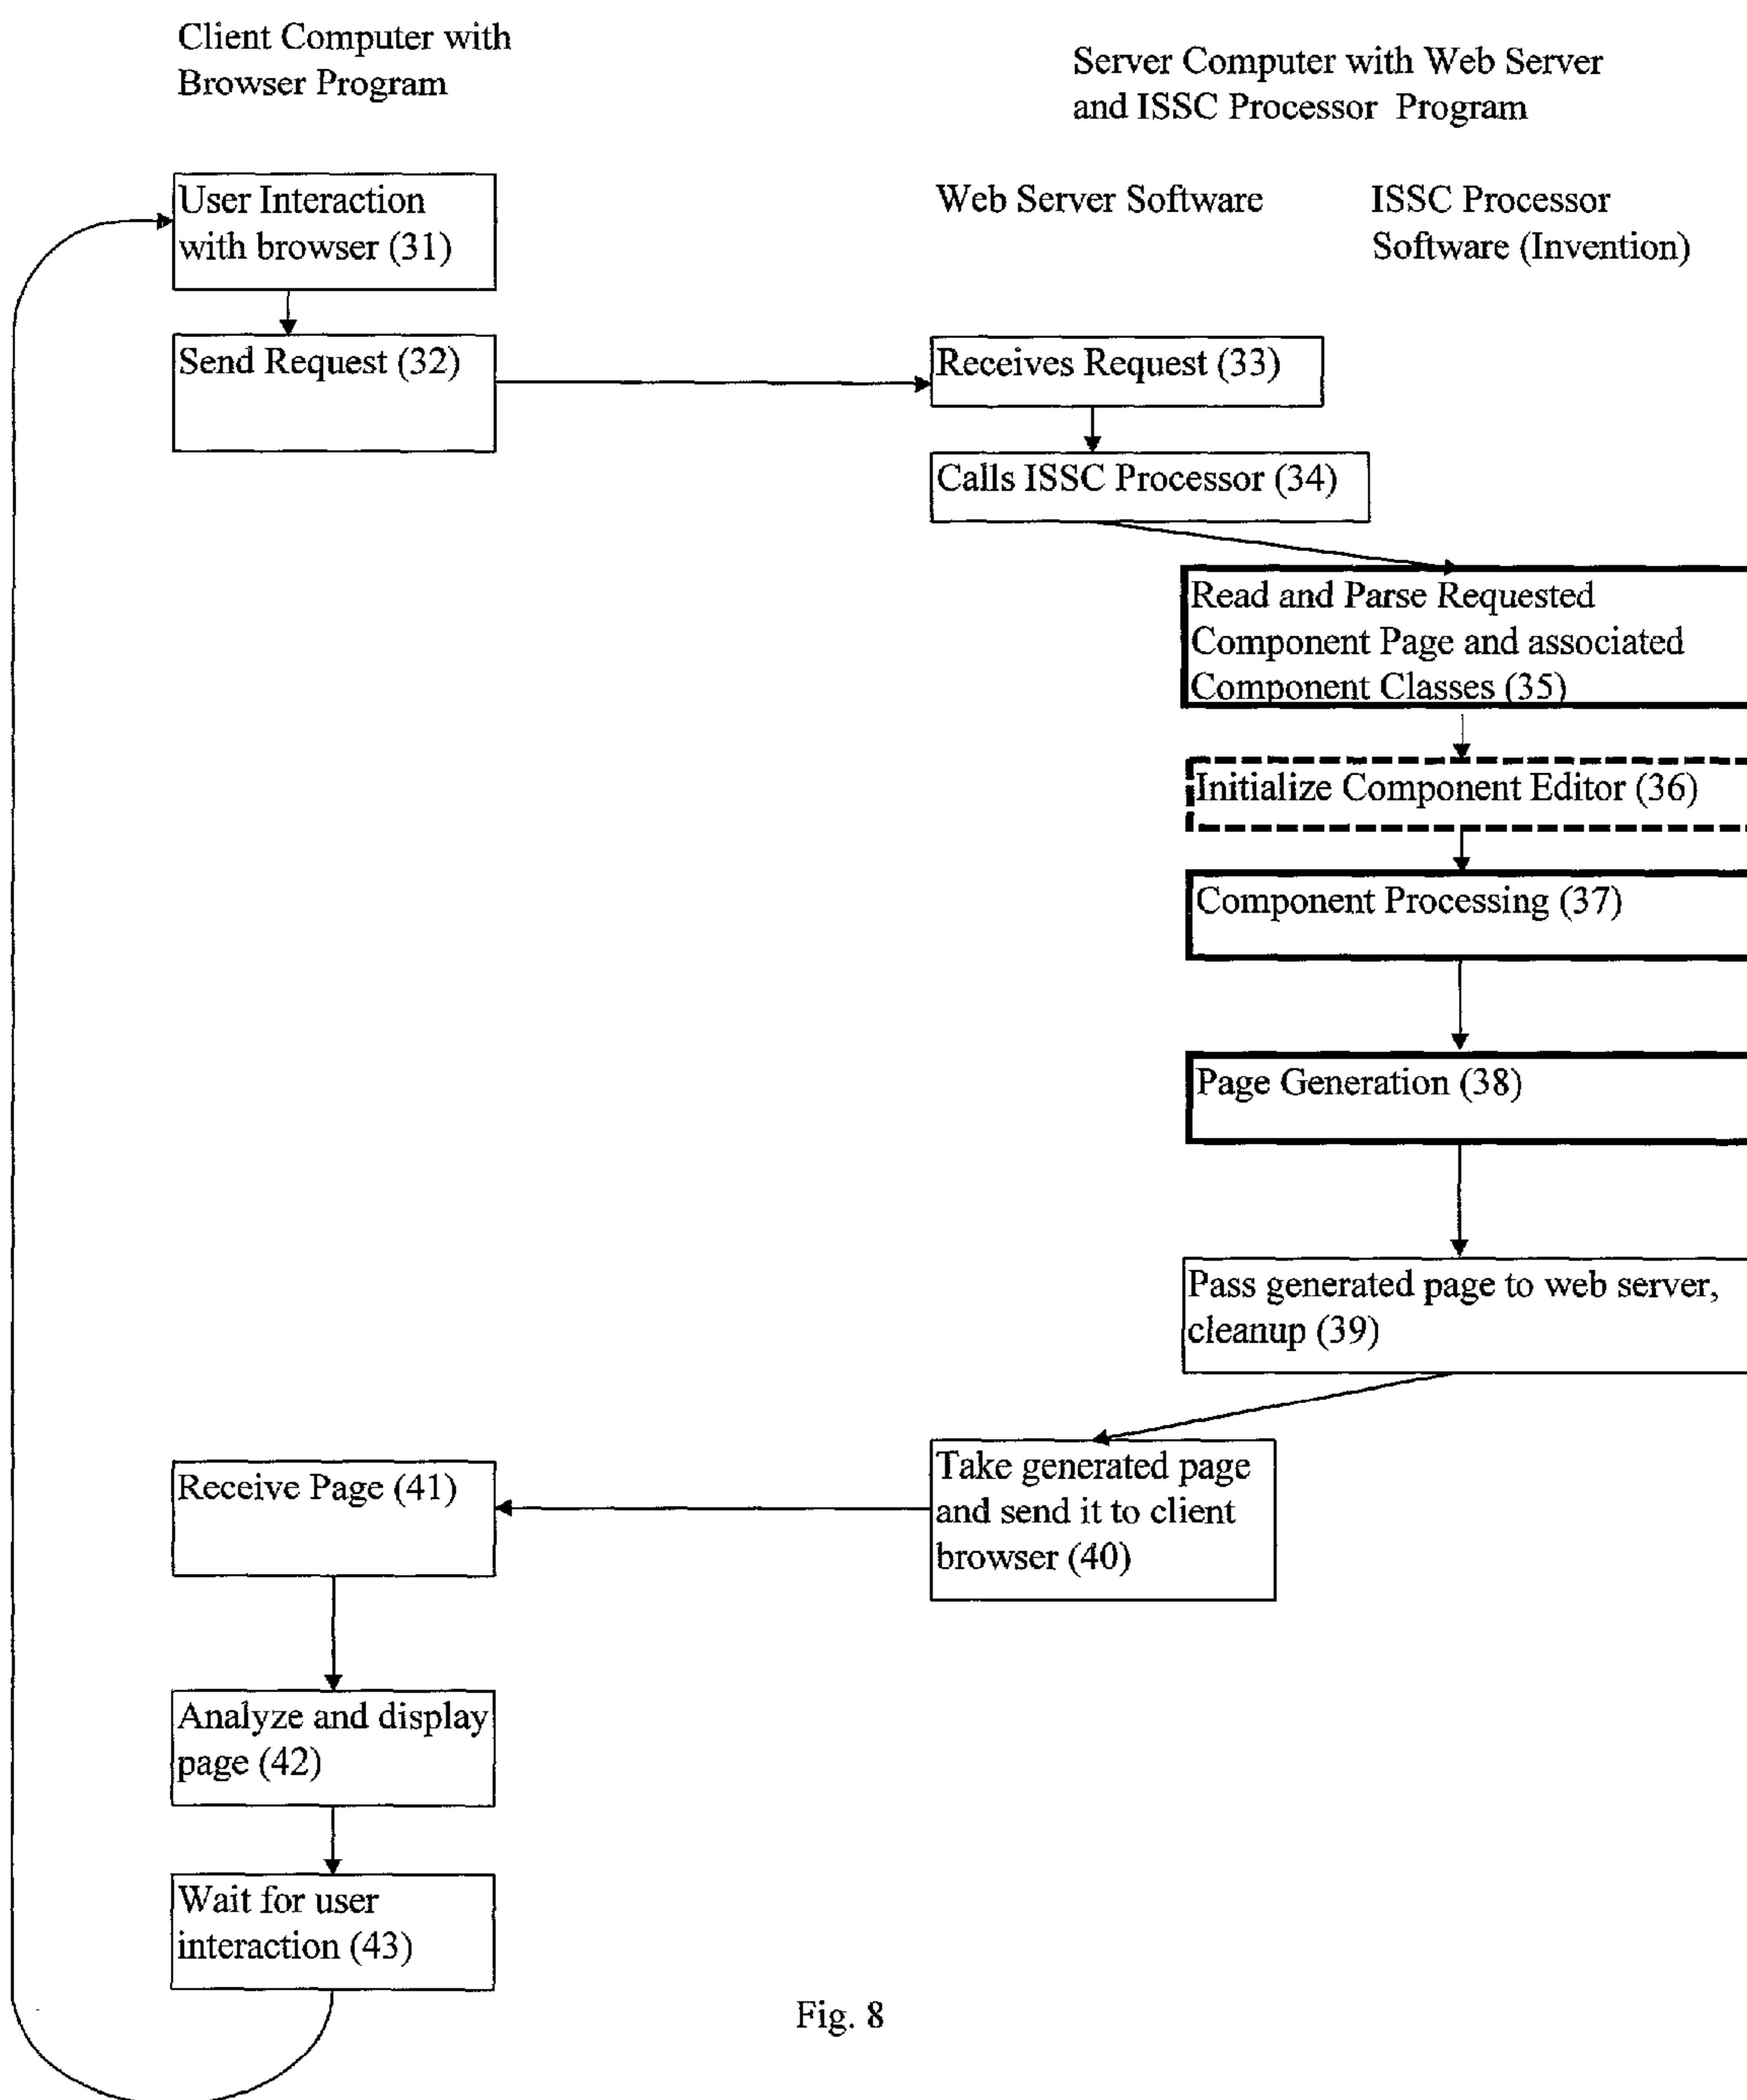 Client Computer with
Browser Program
Server Computer with Web Server
and ISSC Processor Program
User Interaction
with browser (31)
Web Server Software
ISSC Processor
Software (Invention)
Send Request (32)
Receives Request (33)
Calls ISSC Processor (34)
Read and Parse Requested
Component Page and associated
Component Classes (35)
Initialize Component Editor (36)
Component Processing (37)
Page Generation (38)
Pass generated page to web server,
cleanup (39)
Take generated page
and send it to client
browser (40)
Receive Page (41)
Analyze and display
page (42)
Wait for user
interaction (43)
Fig. 8